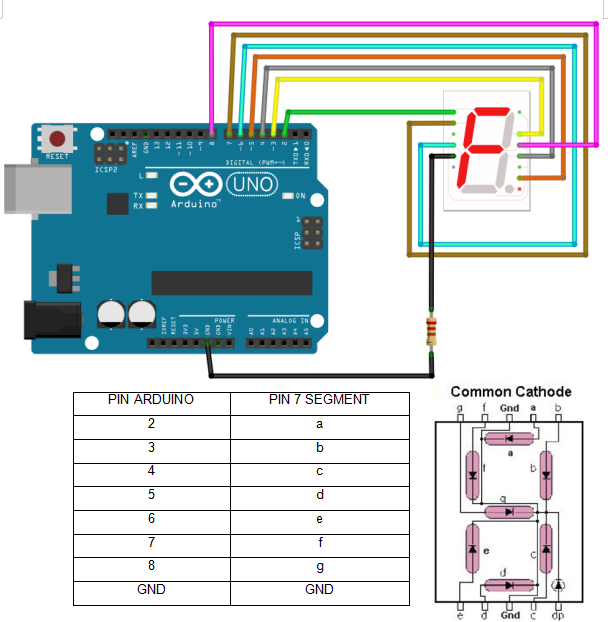 RESET
ICSP2
AREF
GND
13
12
~11
~10
~9
8
7
~6
~5
4
~3
2
TX0▶1
RX0◀0
DIGITAL (PWM=~)
L
TX
RX
UNO
Arduino™
ON
ICSP
1
POWER
ANALOG IN
IOREF
RESET
3V3
5V
GND
GND
VIN
A0
A1
A2
A3
A4
A5
PIN ARDUINO PIN 7 SEGMENT
2 a
3 b
4 c
5 d
6 e
7 f
8 g
GND GND
Common Cathode
g f Gnd a b
a
f b
g
e c
d
e d Gnd c dp